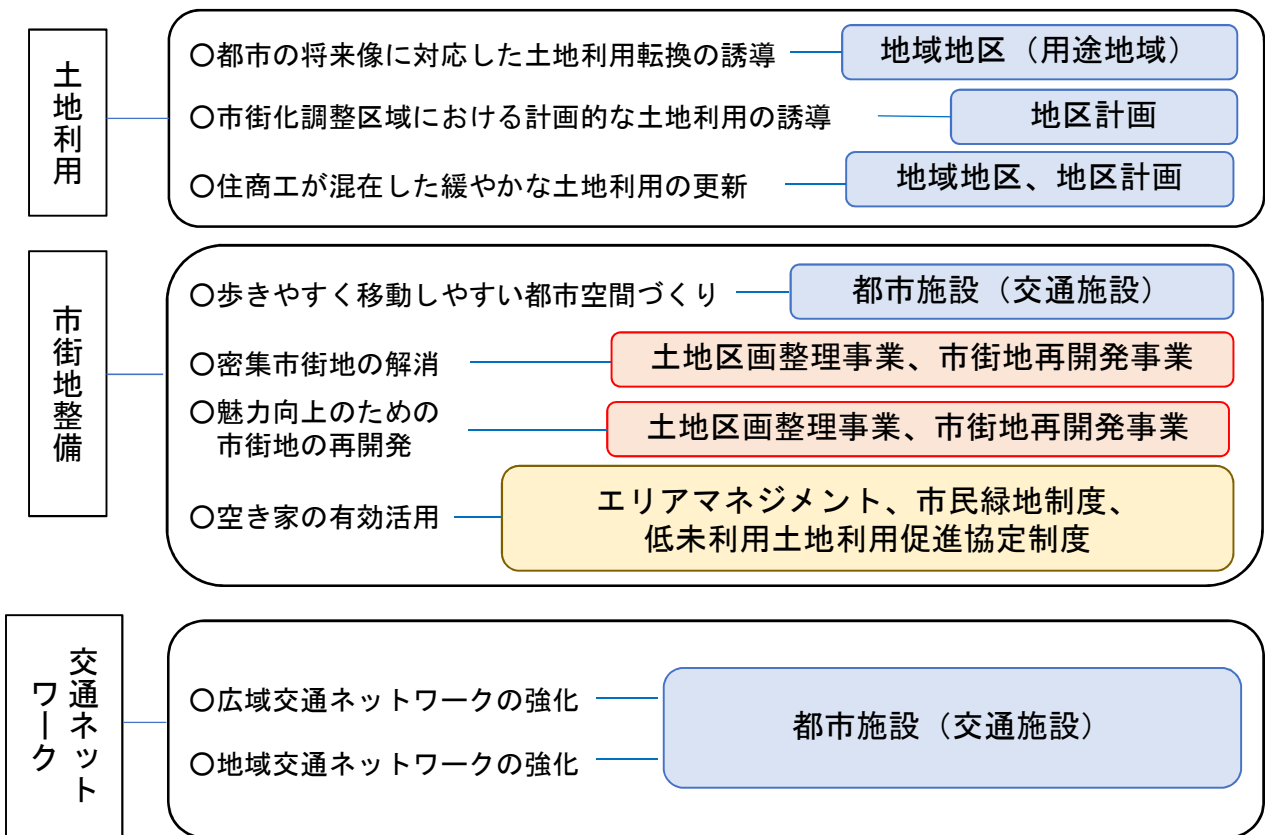 土地利用
〇都市の将来像に対応した土地利用転換の誘導
地域地区（用途地域）
〇市街化調整区域における計画的な土地利用の誘導
地区計画
〇住商工が混在した緩やかな土地利用の更新
地域地区、地区計画
市街地整備
〇歩きやすく移動しやすい都市空間づくり
都市施設（交通施設）
〇密集市街地の解消
土地区画整理事業、市街地再開発事業
〇魅力向上のための
市街地の再開発
土地区画整理事業、市街地再開発事業
〇空き家の有効活用
エリアマネジメント、市民緑地制度、
低未利用土地利用促進協定制度
交通ネット
ワーク
〇広域交通ネットワークの強化
〇地域交通ネットワークの強化
都市施設（交通施設）